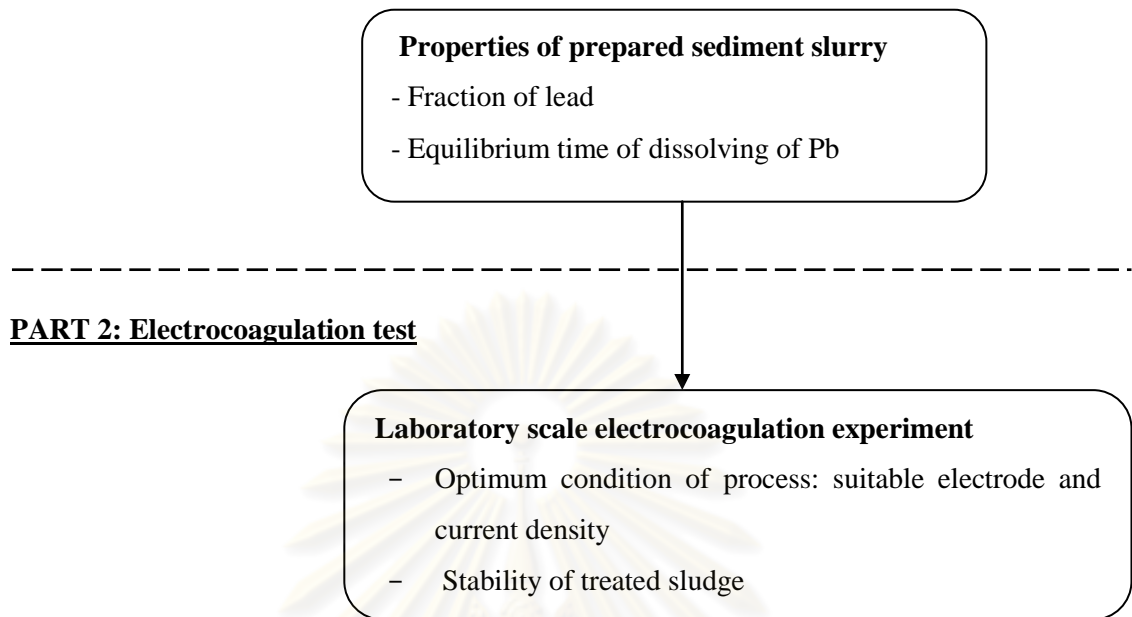 Properties of prepared sediment slurry
- Fraction of lead
- Equilibrium time of dissolving of Pb
PART 2: Electrocoagulation test
Laboratory scale electrocoagulation experiment
- Optimum condition of process: suitable electrode and
current density
- Stability of treated sludge